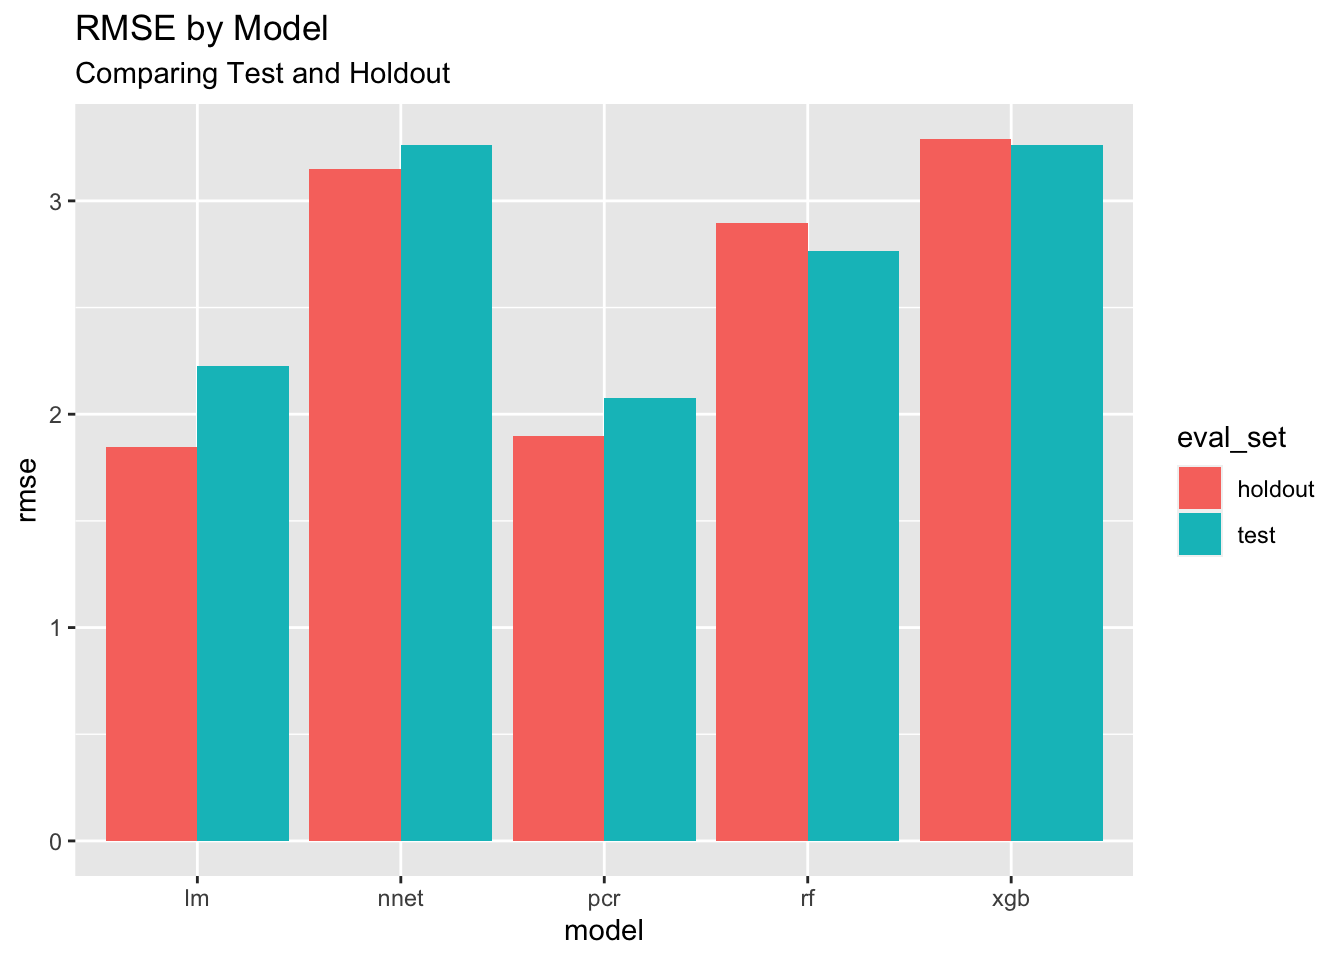 RMSE by Model
Comparing Test and Holdout
3
2
1
0
rmse
lm nnet pcr rf xgb
model
eval_set
holdout
test